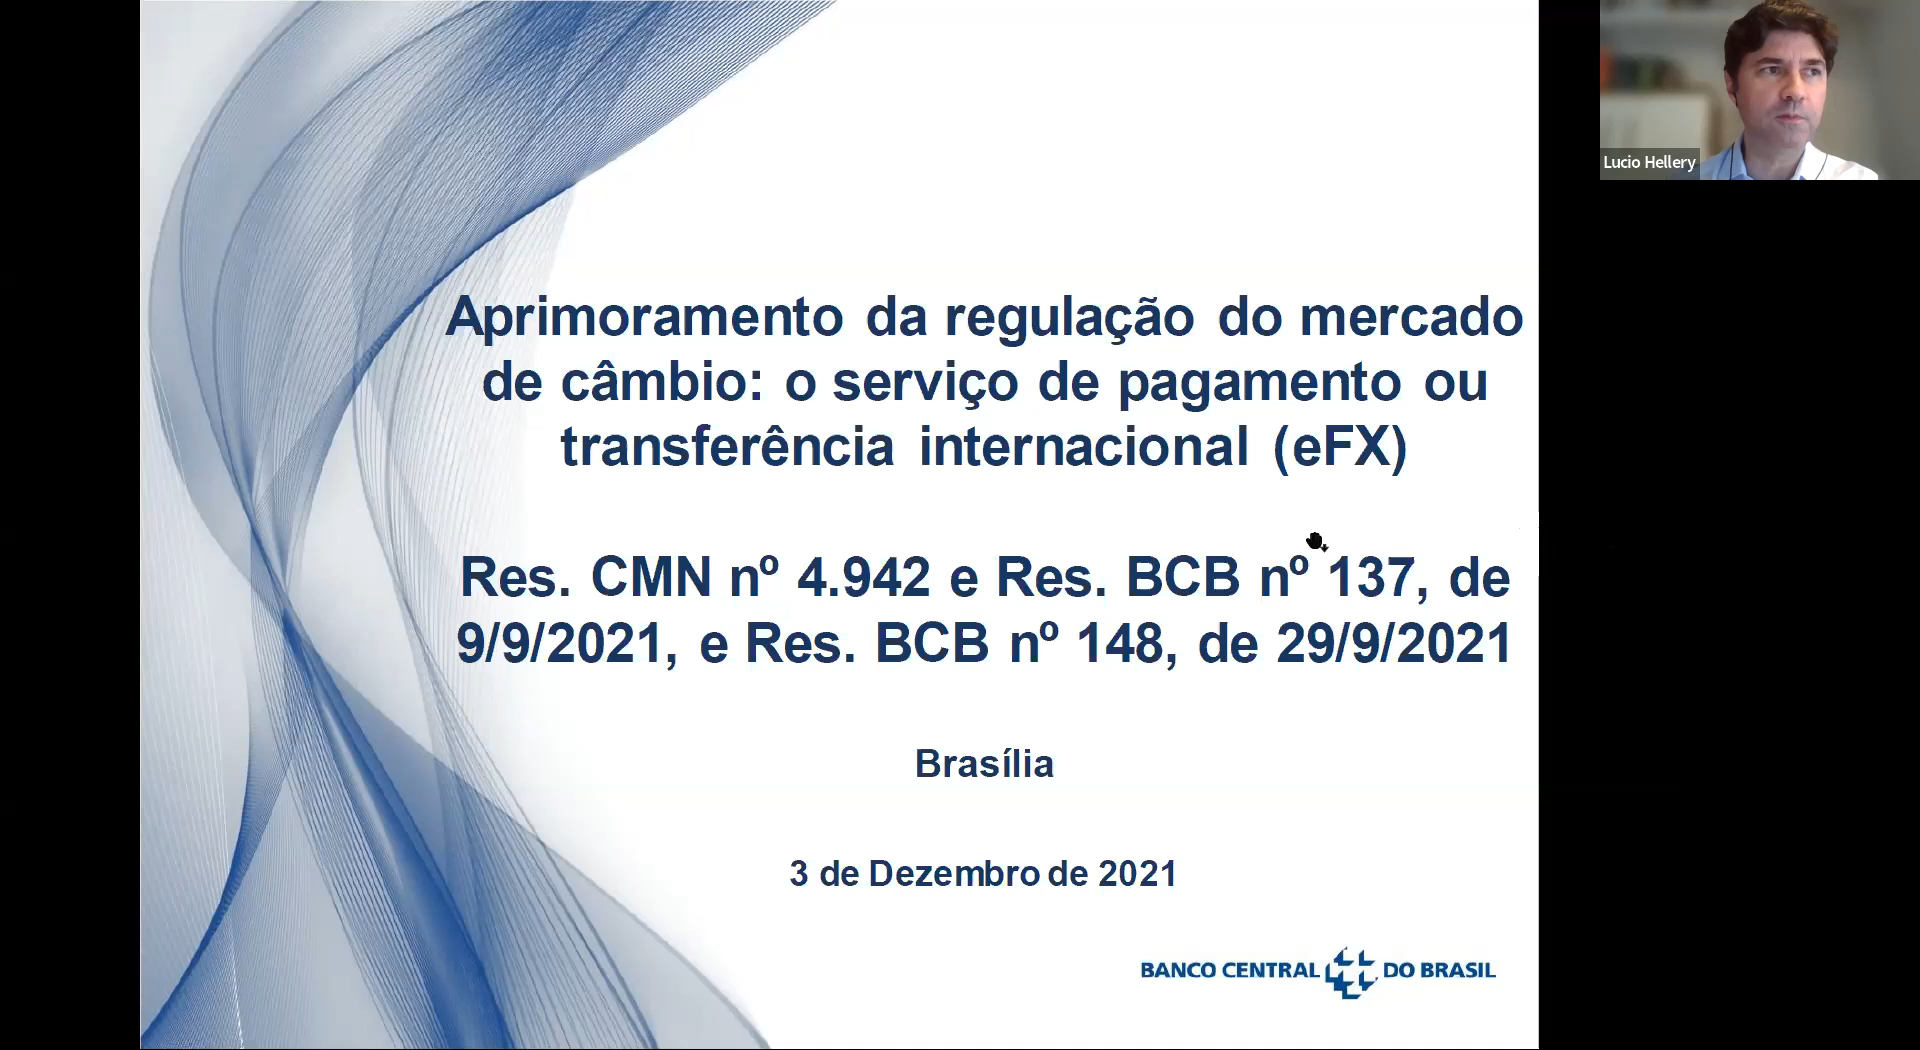 Aprimoramento da regulação do mercado
de câmbio: o serviço de pagamento ou
transferência internacional (eFX)
Res. CMN nº 4.942 e Res. BCB nº 137, de
9/9/2021, e Res. BCB nº 148, de 29/9/2021
Brasília
3 de Dezembro de 2021
BANCO CENTRAL DO BRASIL
Lucio Hellery